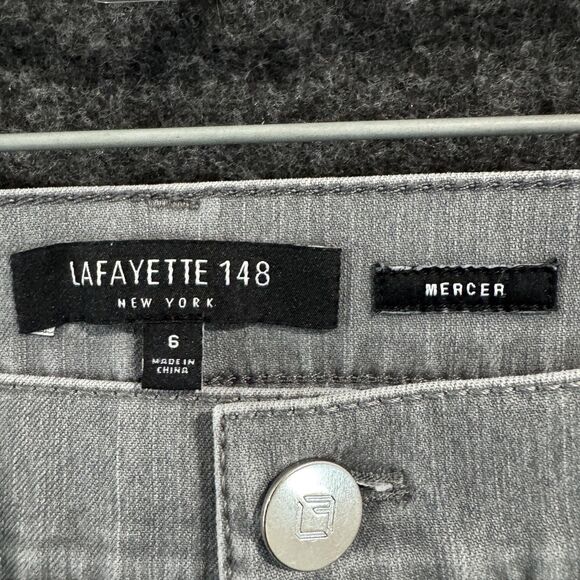 LAFAYETTE 148
NEW YORK
6
MADE IN
CHINA
MERCER